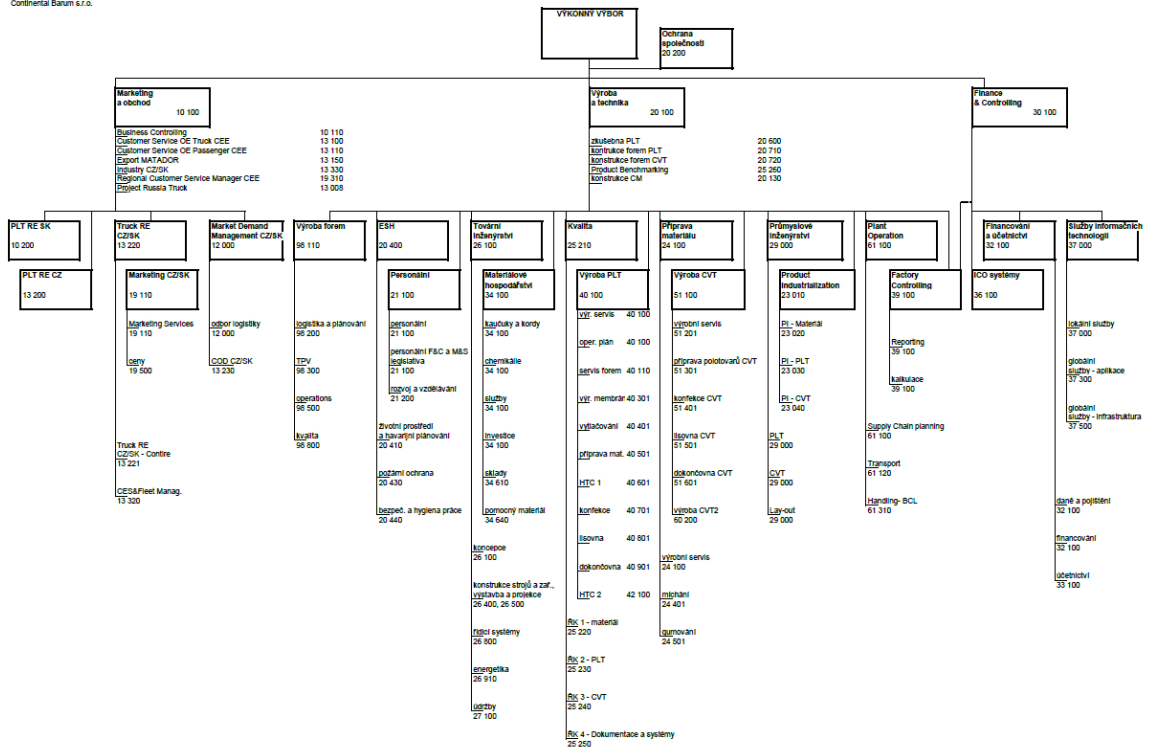 Continental Barum s.r.o.
VÝKONNÝ VÝBOR
Ochrana
společnosti
20 200
Marketing
a obchod
10 100
Výroba
a technika
20 100
Finance
& Controlling
30 100
Business Controlling 10 110
Customer Service OE Truck CEE 13 100
Customer Service OE Passenger CEE 13 110
Export MATADOR 13 150
Industry CZ/SK 13 330
Regional Customer Service Manager CEE 19 310
Project Russia Truck 13 008
zkušebna PLT 20 600
kontrukce forem PLT 20 710
konstrukce forem CVT 20 720
Product Benchmarking 25 260
konstrukce CM 20 130
PLT RE SK
10 200
Truck RE
CZ/SK
13 220
Market Demand
Management CZ/SK
12 000
Výroba forem
98 110
ESH
20 400
Tovární
inženýrství
26 100
Kvalita
25 210
Příprava
materiálu
24 100
Průmyslové
inženýrství
29 000
Plant
Operation
61 100
Financování
a účetnictví
32 100
Služby informačních
technologií
37 000
PLT RE CZ
13 200
Marketing CZ/SK
19 110
Personální
21 100
Materiálové
hospodářství
34 100
Výroba PLT
40 100
Výroba CVT
51 100
Product
Industrialization
23 010
Factory
Controlling
39 100
ICO systémy
36 100
Marketing Services
19 110
ceny
19 500
Truck RE
CZ/SK - Contire
13 221
CES&Fleet Manag.
13 320
odbor logistiky
12 000
COD CZ/SK
13 230
logistika a plánování
98 200
TPV
98 300
operations
98 500
kvalita
98 800
personální
21 100
personální F&C a M&S
legislativa
21 100
rozvoj a vzdělávání
21 200
životní prostředí
a havarijní plánování
20 410
požární ochrana
20 430
bezpeč. a hygiena práce
20 440
kaučuky a kordy
34 100
chemikálie
34 100
služby
34 100
investice
34 100
sklady
34 610
pomocný materiál
34 640
koncepce
26 100
konstrukce strojů a zař.,
výstavba a projekce
26 400, 26 500
řídicí systémy
26 800
energetika
26 910
údržby
27 100
výr. servis 40 100
oper. plán 40 100
servis forem 40 110
výr. membrán 40 301
vytlačování 40 401
příprava mat. 40 501
HTC 1 40 601
konfekce 40 701
lisovna 40 801
dokončovna 40 901
HTC 2 42 100
ŘK 1 - materiál
25 220
ŘK 2 - PLT
25 230
ŘK 3 - CVT
25 240
ŘK 4 - Dokumentace a systémy
25 250
výrobní servis
51 201
příprava polotovarů CVT
51 301
konfekce CVT
51 401
lisovna CVT
51 501
dokončovna CVT
51 601
výroba CVT2
60 200
výrobní servis
24 100
míchání
24 401
gumování
24 501
PI - Materiál
23 020
PI - PLT
23 030
PI - CVT
23 040
PLT
29 000
CVT
29 000
Lay-out
29 000
Reporting
39 100
kalkulace
39 100
Supply Chain planning
61 100
Transport
61 120
Handling- BCL
61 310
lokální služby
37 000
globální
služby - aplikace
37 300
globální
služby - infrastruktura
37 500
daně a pojištění
32 100
financování
32 100
účetnictví
33 100